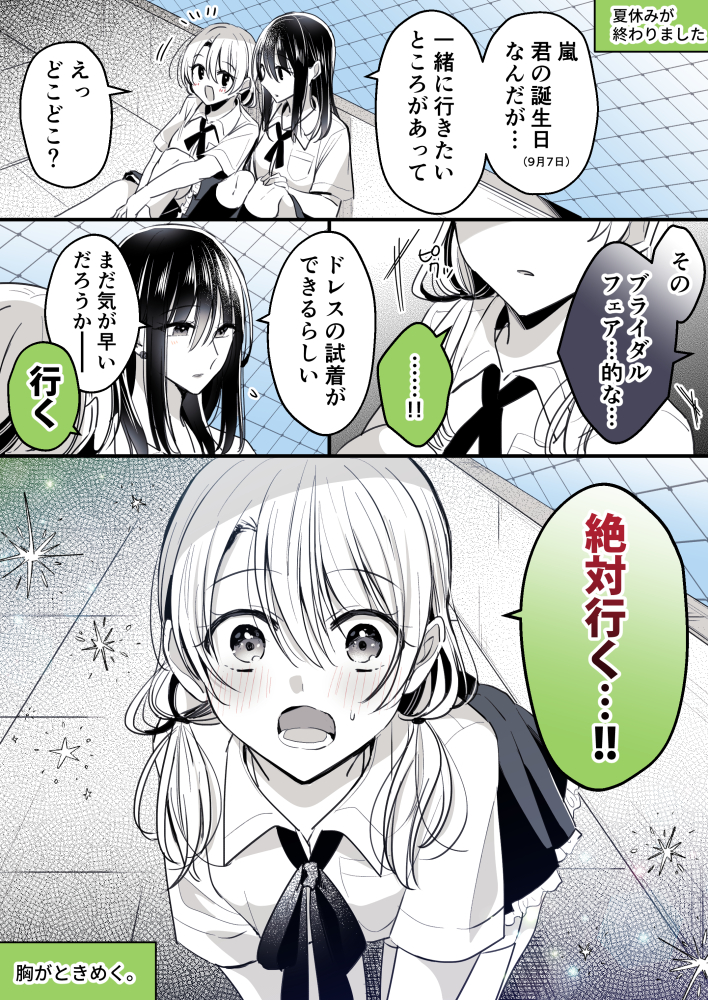 夏休みが
終わりました
嵐
君の誕生日
なんだが…
(9月7日)
一緒に行きたい
ところがあって
えっ
どこどこ？
その
ブライダル
フェア…的な…
ピクッ
……!!
ドレスの試着が
できるらしい
まだ気が早い
だろうか──
行く
絶対行く…!!
胸がときめく。